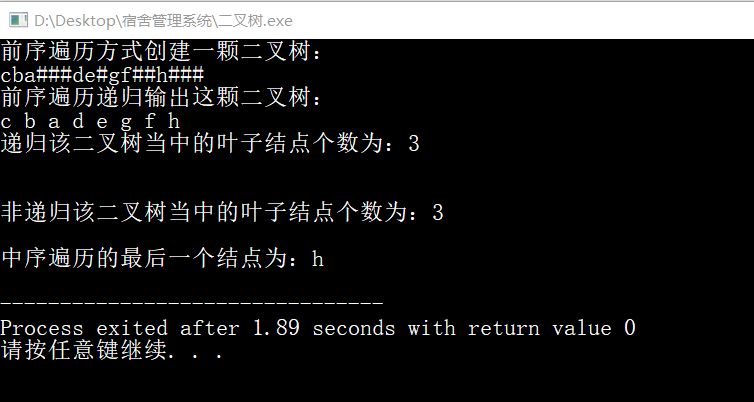 D:\Desktop\宿舍管理系统\二叉树.exe
前序遍历方式创建一颗二叉树：
cba###de#gf##h###
前序遍历递归输出这颗二叉树：
c b a d e g f h
递归该二叉树当中的叶子结点个数为：3
非递归该二叉树当中的叶子结点个数为：3
中序遍历的最后一个结点为：h
--------------------------------
Process exited after 1.89 seconds with return value 0
请按任意键继续. . .